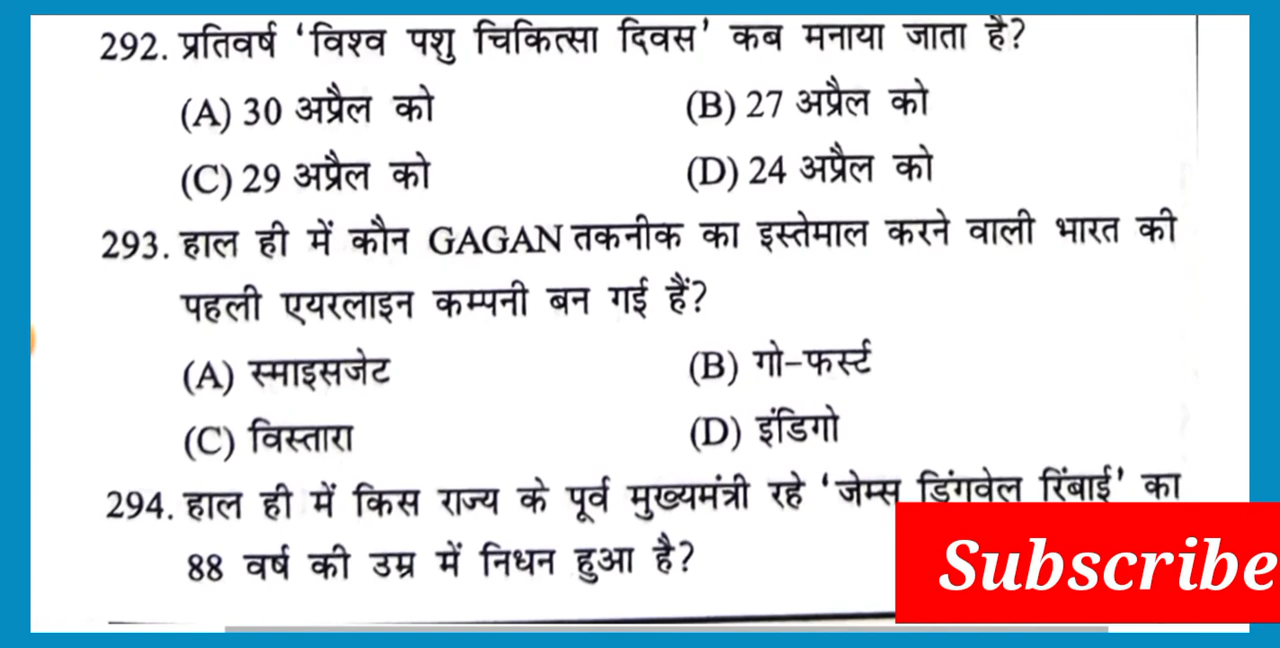 292. प्रतिवर्ष ‘विश्व पशु चिकित्सा दिवस’ कब मनाया जाता है?
(A) 30 अप्रैल को (B) 27 अप्रैल को
(C) 29 अप्रैल को (D) 24 अप्रैल को
293. हाल ही में कौन GAGAN तकनीक का इस्तेमाल करने वाली भारत की
पहली एयरलाइन कम्पनी बन गई हैं?
(A) स्माइसजेट (B) गो-फर्स्ट
(C) विस्तारा (D) इंडिगो
294. हाल ही में किस राज्य के पूर्व मुख्यमंत्री रहे ‘जेम्स डिंगवेल रिंबाई’ का
88 वर्ष की उम्र में निधन हुआ है?
Subscribe